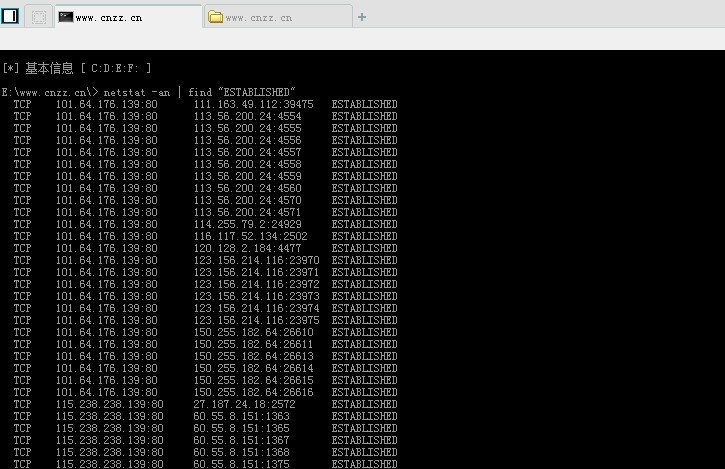 www.cnzz.cn www.cnzz.cn +
[*] 基本信息 [ C:D:E:F: ]
E:\www.cnzz.cn\> netstat -an | find "ESTABLISHED"
TCP 101.64.176.139:80 111.163.49.112:39475 ESTABLISHED
TCP 101.64.176.139:80 113.56.200.24:4554 ESTABLISHED
TCP 101.64.176.139:80 113.56.200.24:4555 ESTABLISHED
TCP 101.64.176.139:80 113.56.200.24:4556 ESTABLISHED
TCP 101.64.176.139:80 113.56.200.24:4557 ESTABLISHED
TCP 101.64.176.139:80 113.56.200.24:4558 ESTABLISHED
TCP 101.64.176.139:80 113.56.200.24:4559 ESTABLISHED
TCP 101.64.176.139:80 113.56.200.24:4560 ESTABLISHED
TCP 101.64.176.139:80 113.56.200.24:4570 ESTABLISHED
TCP 101.64.176.139:80 113.56.200.24:4571 ESTABLISHED
TCP 101.64.176.139:80 114.255.79.2:24929 ESTABLISHED
TCP 101.64.176.139:80 116.117.52.134:2502 ESTABLISHED
TCP 101.64.176.139:80 120.128.2.184:4477 ESTABLISHED
TCP 101.64.176.139:80 123.156.214.116:23970 ESTABLISHED
TCP 101.64.176.139:80 123.156.214.116:23971 ESTABLISHED
TCP 101.64.176.139:80 123.156.214.116:23972 ESTABLISHED
TCP 101.64.176.139:80 123.156.214.116:23973 ESTABLISHED
TCP 101.64.176.139:80 123.156.214.116:23974 ESTABLISHED
TCP 101.64.176.139:80 123.156.214.116:23975 ESTABLISHED
TCP 101.64.176.139:80 150.255.182.64:26610 ESTABLISHED
TCP 101.64.176.139:80 150.255.182.64:26611 ESTABLISHED
TCP 101.64.176.139:80 150.255.182.64:26613 ESTABLISHED
TCP 101.64.176.139:80 150.255.182.64:26614 ESTABLISHED
TCP 101.64.176.139:80 150.255.182.64:26615 ESTABLISHED
TCP 101.64.176.139:80 150.255.182.64:26616 ESTABLISHED
TCP 115.238.238.139:80 27.187.24.18:2572 ESTABLISHED
TCP 115.238.238.139:80 60.55.8.151:1363 ESTABLISHED
TCP 115.238.238.139:80 60.55.8.151:1365 ESTABLISHED
TCP 115.238.238.139:80 60.55.8.151:1367 ESTABLISHED
TCP 115.238.238.139:80 60.55.8.151:1368 ESTABLISHED
TCP 115.238.238.139:80 60.55.8.151:1375 ESTABLISHED